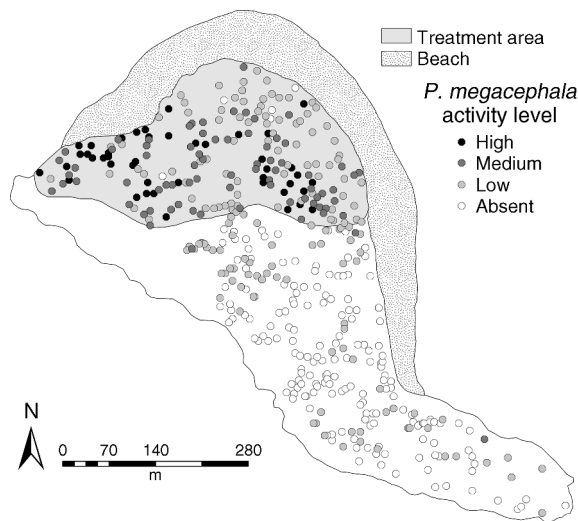 Treatment area
Beach
P. megacephala
activity level
High
Medium
Low
Absent
N
0 70 140 280
m